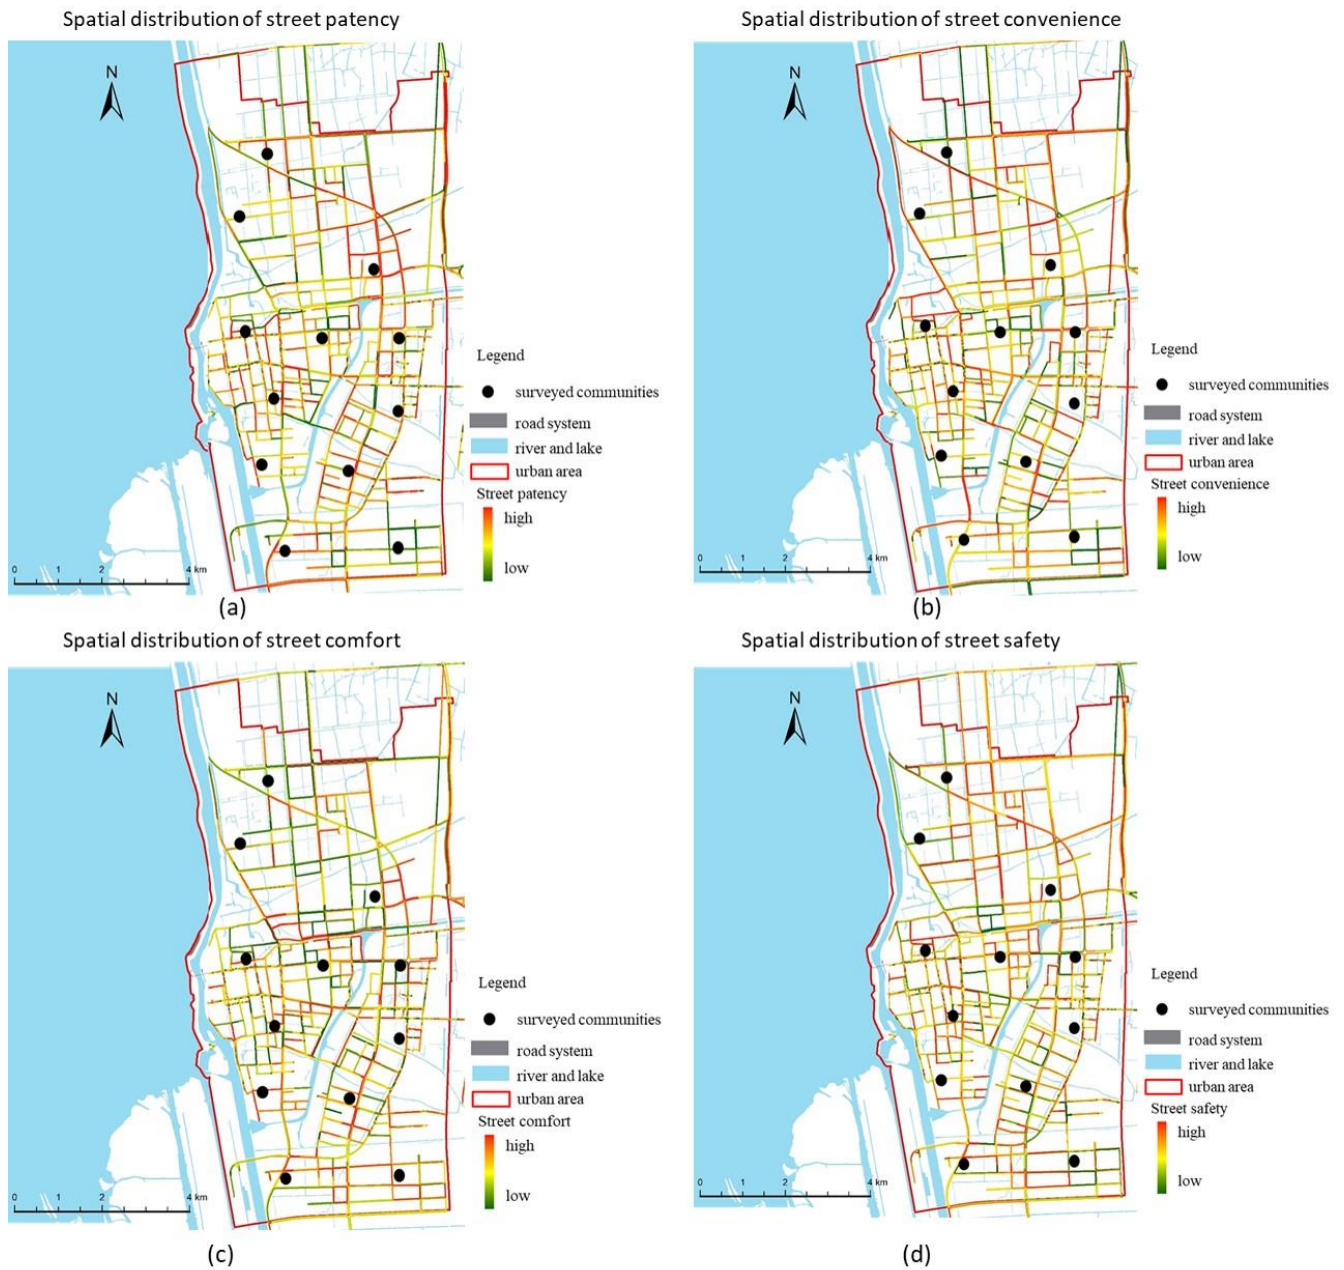 Spatial distribution of street patency
N
Legend
surveyed communities
road system
river and lake
urban area
Street patency
high
low
0 1 2 4 km
(a)
Spatial distribution of street convenience
N
Legend
surveyed communities
road system
river and lake
urban area
Street convenience
high
low
0 1 2 4 km
(b)
Spatial distribution of street comfort
N
Legend
surveyed communities
road system
river and lake
urban area
Street comfort
high
low
0 1 2 4 km
(c)
Spatial distribution of street safety
N
Legend
surveyed communities
road system
river and lake
urban area
Street safety
high
low
0 1 2 4 km
(d)